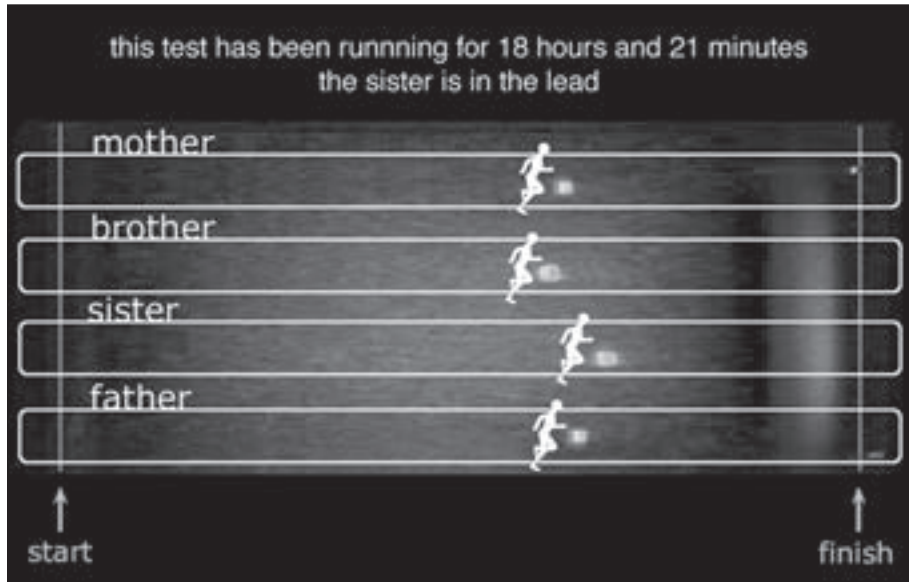 this test has been runnning for 18 hours and 21 minutes
the sister is in the lead
mother
brother
sister
father
start
finish